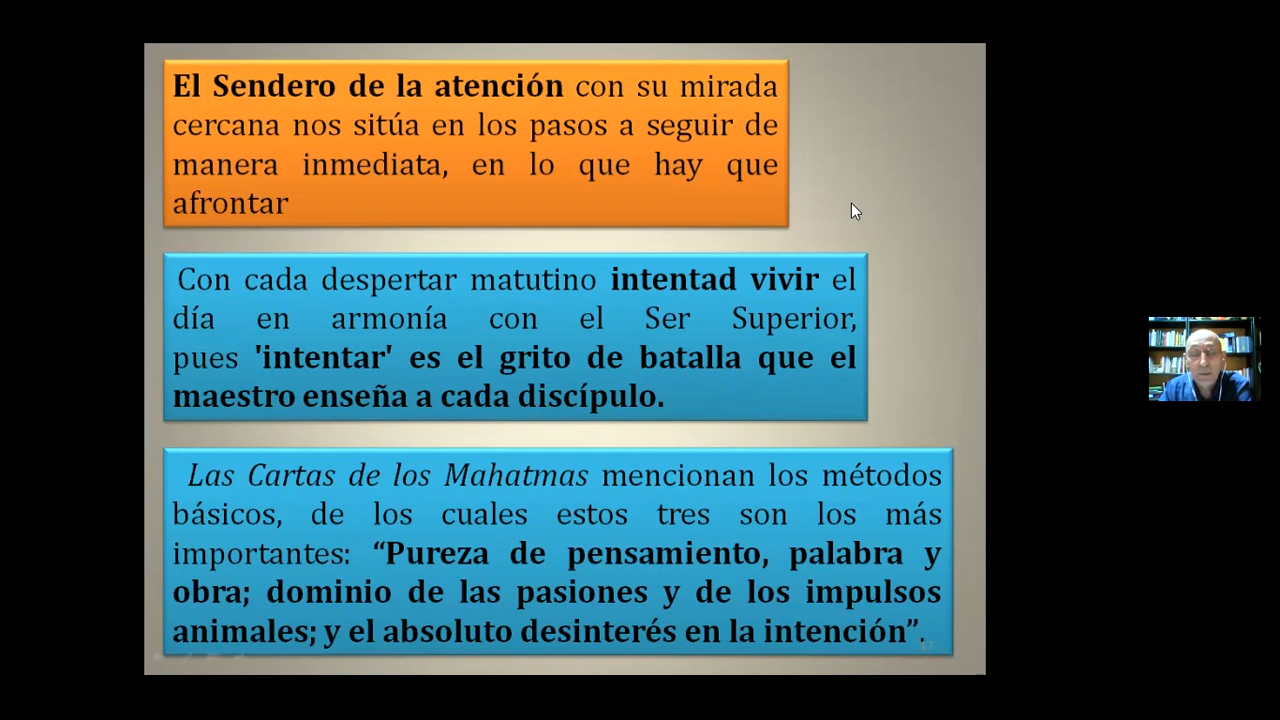 El Sendero de la atención con su mirada
cercana nos sitúa en los pasos a seguir de
manera inmediata, en lo que hay que
afrontar
Con cada despertar matutino intentad vivir el
día en armonía con el Ser Superior,
pues 'intentar' es el grito de batalla que el
maestro enseña a cada discípulo.
Las Cartas de los Mahatmas mencionan los métodos
básicos, de los cuales estos tres son los más
importantes: “Pureza de pensamiento, palabra y
obra; dominio de las pasiones y de los impulsos
animales; y el absoluto desinterés en la intención”.